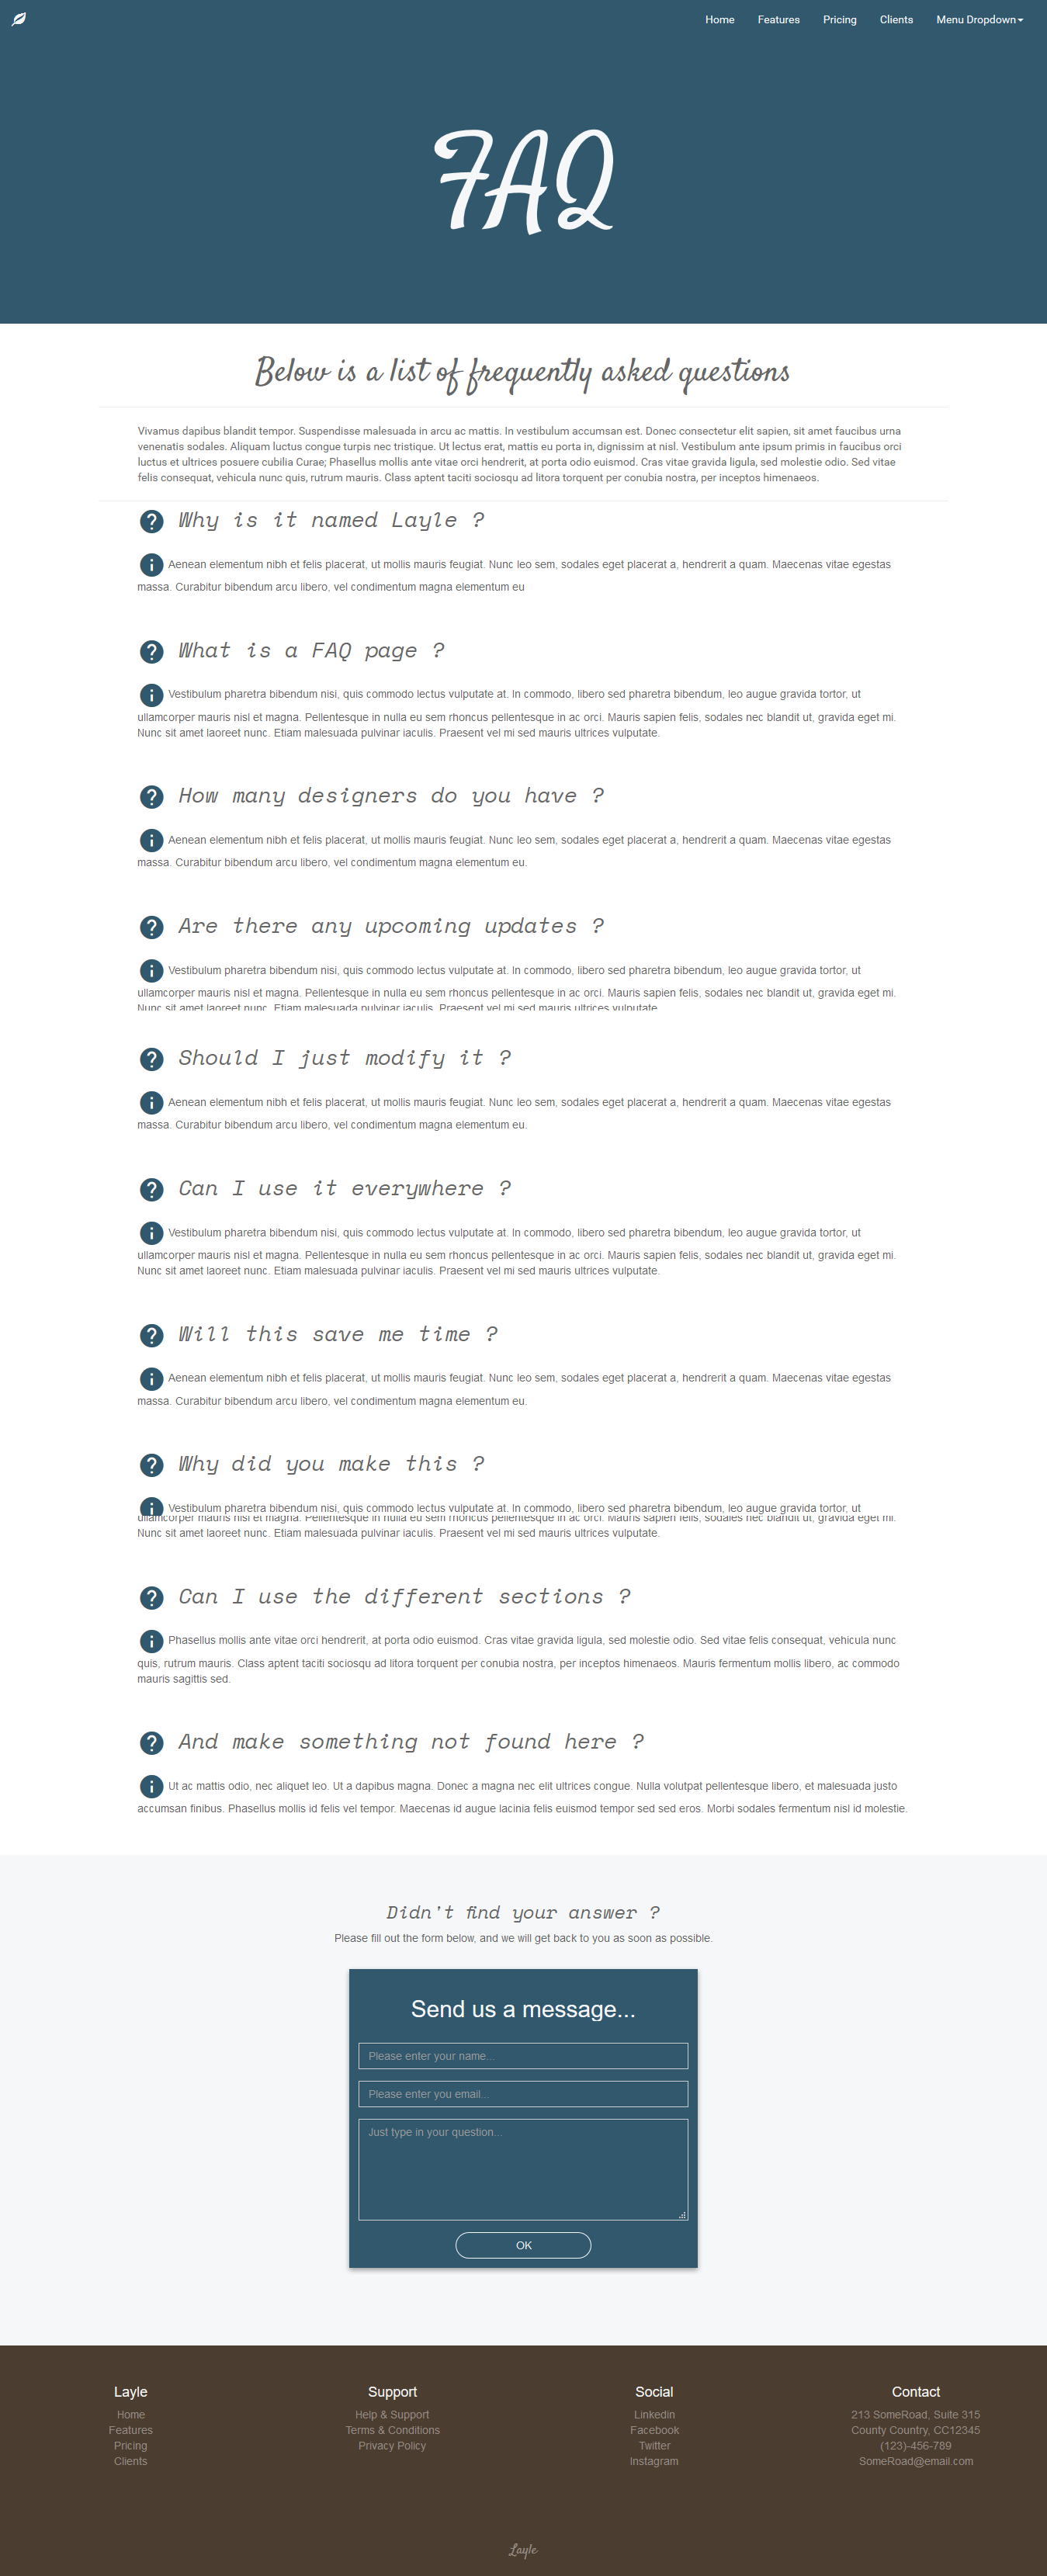 Home Features Pricing Clients Menu Dropdown
FAQ
Below is a list of frequently asked questions
Vivamus dapibus blandit tempor. Suspendisse malesuada in arcu ac mattis. In vestibulum accumsan est. Donec consectetur elit sapien, sit amet faucibus urna
venenatis sodales. Aliquam luctus congue turpis nec tristique. Ut lectus erat, mattis eu porta in, dignissim at nisl. Vestibulum ante ipsum primis in faucibus orci
luctus et ultrices posuere cubilia Curae; Phasellus mollis ante vitae orci hendrerit, at porta odio euismod. Cras vitae gravida ligula, sed molestie odio. Sed vitae
felis consequat, vehicula nunc quis, rutrum mauris. Class aptent taciti sociosqu ad litora torquent per conubia nostra, per inceptos himenaeos.
Why is it named Layle ?
Aenean elementum nibh et felis placerat, ut mollis mauris feugiat. Nunc leo sem, sodales eget placerat a, hendrerit a quam. Maecenas vitae egestas
massa. Curabitur bibendum arcu libero, vel condimentum magna elementum eu
What is a FAQ page ?
Vestibulum pharetra bibendum nisi, quis commodo lectus vulputate at. In commodo, libero sed pharetra bibendum, leo augue gravida tortor, ut
ullamcorper mauris nisl et magna. Pellentesque in nulla eu sem rhoncus pellentesque in ac orci. Mauris sapien felis, sodales nec blandit ut, gravida eget mi.
Nunc sit amet laoreet nunc. Etiam malesuada pulvinar iaculis. Praesent vel mi sed mauris ultrices vulputate.
How many designers do you have ?
Aenean elementum nibh et felis placerat, ut mollis mauris feugiat. Nunc leo sem, sodales eget placerat a, hendrerit a quam. Maecenas vitae egestas
massa. Curabitur bibendum arcu libero, vel condimentum magna elementum eu.
Are there any upcoming updates ?
Vestibulum pharetra bibendum nisi, quis commodo lectus vulputate at. In commodo, libero sed pharetra bibendum, leo augue gravida tortor, ut
ullamcorper mauris nisl et magna. Pellentesque in nulla eu sem rhoncus pellentesque in ac orci. Mauris sapien felis, sodales nec blandit ut, gravida eget mi.
Nunc sit amet laoreet nunc. Etiam malesuada pulvinar iaculis. Praesent vel mi sed mauris ultrices vulputate.
Should I just modify it ?
Aenean elementum nibh et felis placerat, ut mollis mauris feugiat. Nunc leo sem, sodales eget placerat a, hendrerit a quam. Maecenas vitae egestas
massa. Curabitur bibendum arcu libero, vel condimentum magna elementum eu.
Can I use it everywhere ?
Vestibulum pharetra bibendum nisi, quis commodo lectus vulputate at. In commodo, libero sed pharetra bibendum, leo augue gravida tortor, ut
ullamcorper mauris nisl et magna. Pellentesque in nulla eu sem rhoncus pellentesque in ac orci. Mauris sapien felis, sodales nec blandit ut, gravida eget mi.
Nunc sit amet laoreet nunc. Etiam malesuada pulvinar iaculis. Praesent vel mi sed mauris ultrices vulputate.
Will this save me time ?
Aenean elementum nibh et felis placerat, ut mollis mauris feugiat. Nunc leo sem, sodales eget placerat a, hendrerit a quam. Maecenas vitae egestas
massa. Curabitur bibendum arcu libero, vel condimentum magna elementum eu.
Why did you make this ?
Vestibulum pharetra bibendum nisi, quis commodo lectus vulputate at. In commodo, libero sed pharetra bibendum, leo augue gravida tortor, ut
ullamcorper mauris nisl et magna. Pellentesque in nulla eu sem rhoncus pellentesque in ac orci. Mauris sapien felis, sodales nec blandit ut, gravida eget mi.
Nunc sit amet laoreet nunc. Etiam malesuada pulvinar iaculis. Praesent vel mi sed mauris ultrices vulputate.
Can I use the different sections ?
Phasellus mollis ante vitae orci hendrerit, at porta odio euismod. Cras vitae gravida ligula, sed molestie odio. Sed vitae felis consequat, vehicula nunc
quis, rutrum mauris. Class aptent taciti sociosqu ad litora torquent per conubia nostra, per inceptos himenaeos. Mauris fermentum mollis libero, ac commodo
mauris sagittis sed.
And make something not found here ?
Ut ac mattis odio, nec aliquet leo. Ut a dapibus magna. Donec a magna nec elit ultrices congue. Nulla volutpat pellentesque libero, et malesuada justo
accumsan finibus. Phasellus mollis id felis vel tempor. Maecenas id augue lacinia felis euismod tempor sed sed eros. Morbi sodales fermentum nisl id molestie.
Didn't find your answer ?
Please fill out the form below, and we will get back to you as soon as possible.
Send us a message...
Please enter your name...
Please enter you email...
Just type in your question...
OK
Layle
Home
Features
Pricing
Clients
Support
Help & Support
Terms & Conditions
Privacy Policy
Social
Linkedin
Facebook
Twitter
Instagram
Contact
213 SomeRoad, Suite 315
County Country, CC12345
(123)-456-789
SomeRoad@email.com
Layle